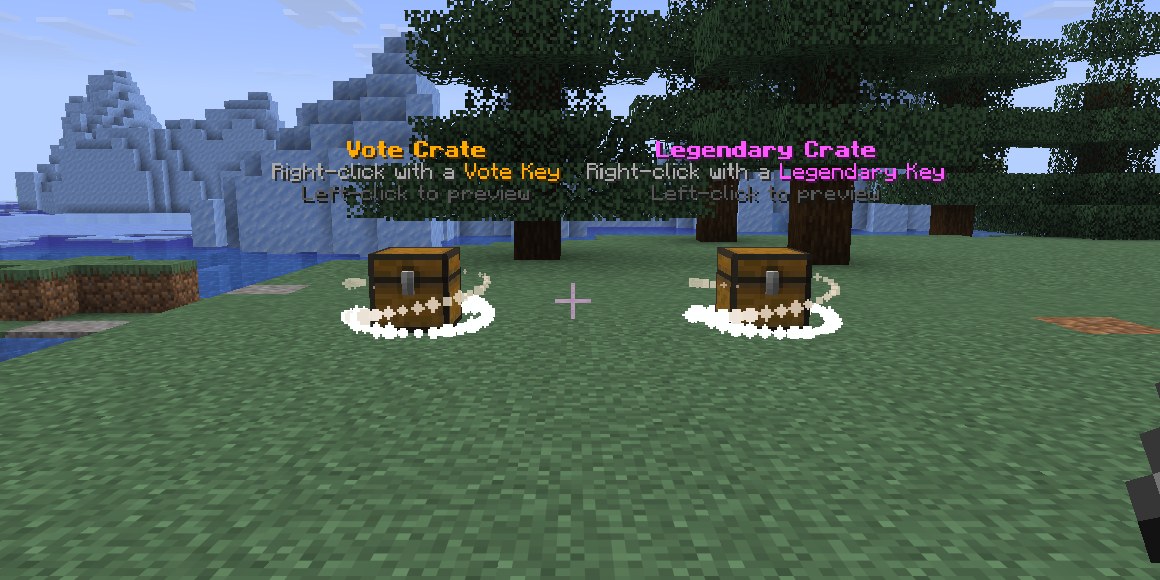 Vote Crate
Right-click with a Vote Key
Left-click to preview
Legendary Crate
Right-click with a Legendary Key
Left-click to preview